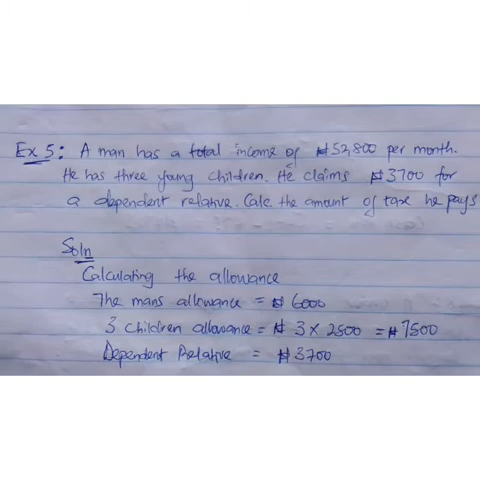 Ex 5: A man has a total income of ₦52,800 per month.
He has three young children. He claims ₦3700 for
a dependent relative. Calc. the amount of tax he pays
Soln
Calculating the allowance
The mans allowance = ₦6000
3 children allowance = ₦ 3 × 2500 = ₦7500
Dependent Relative = ₦3700